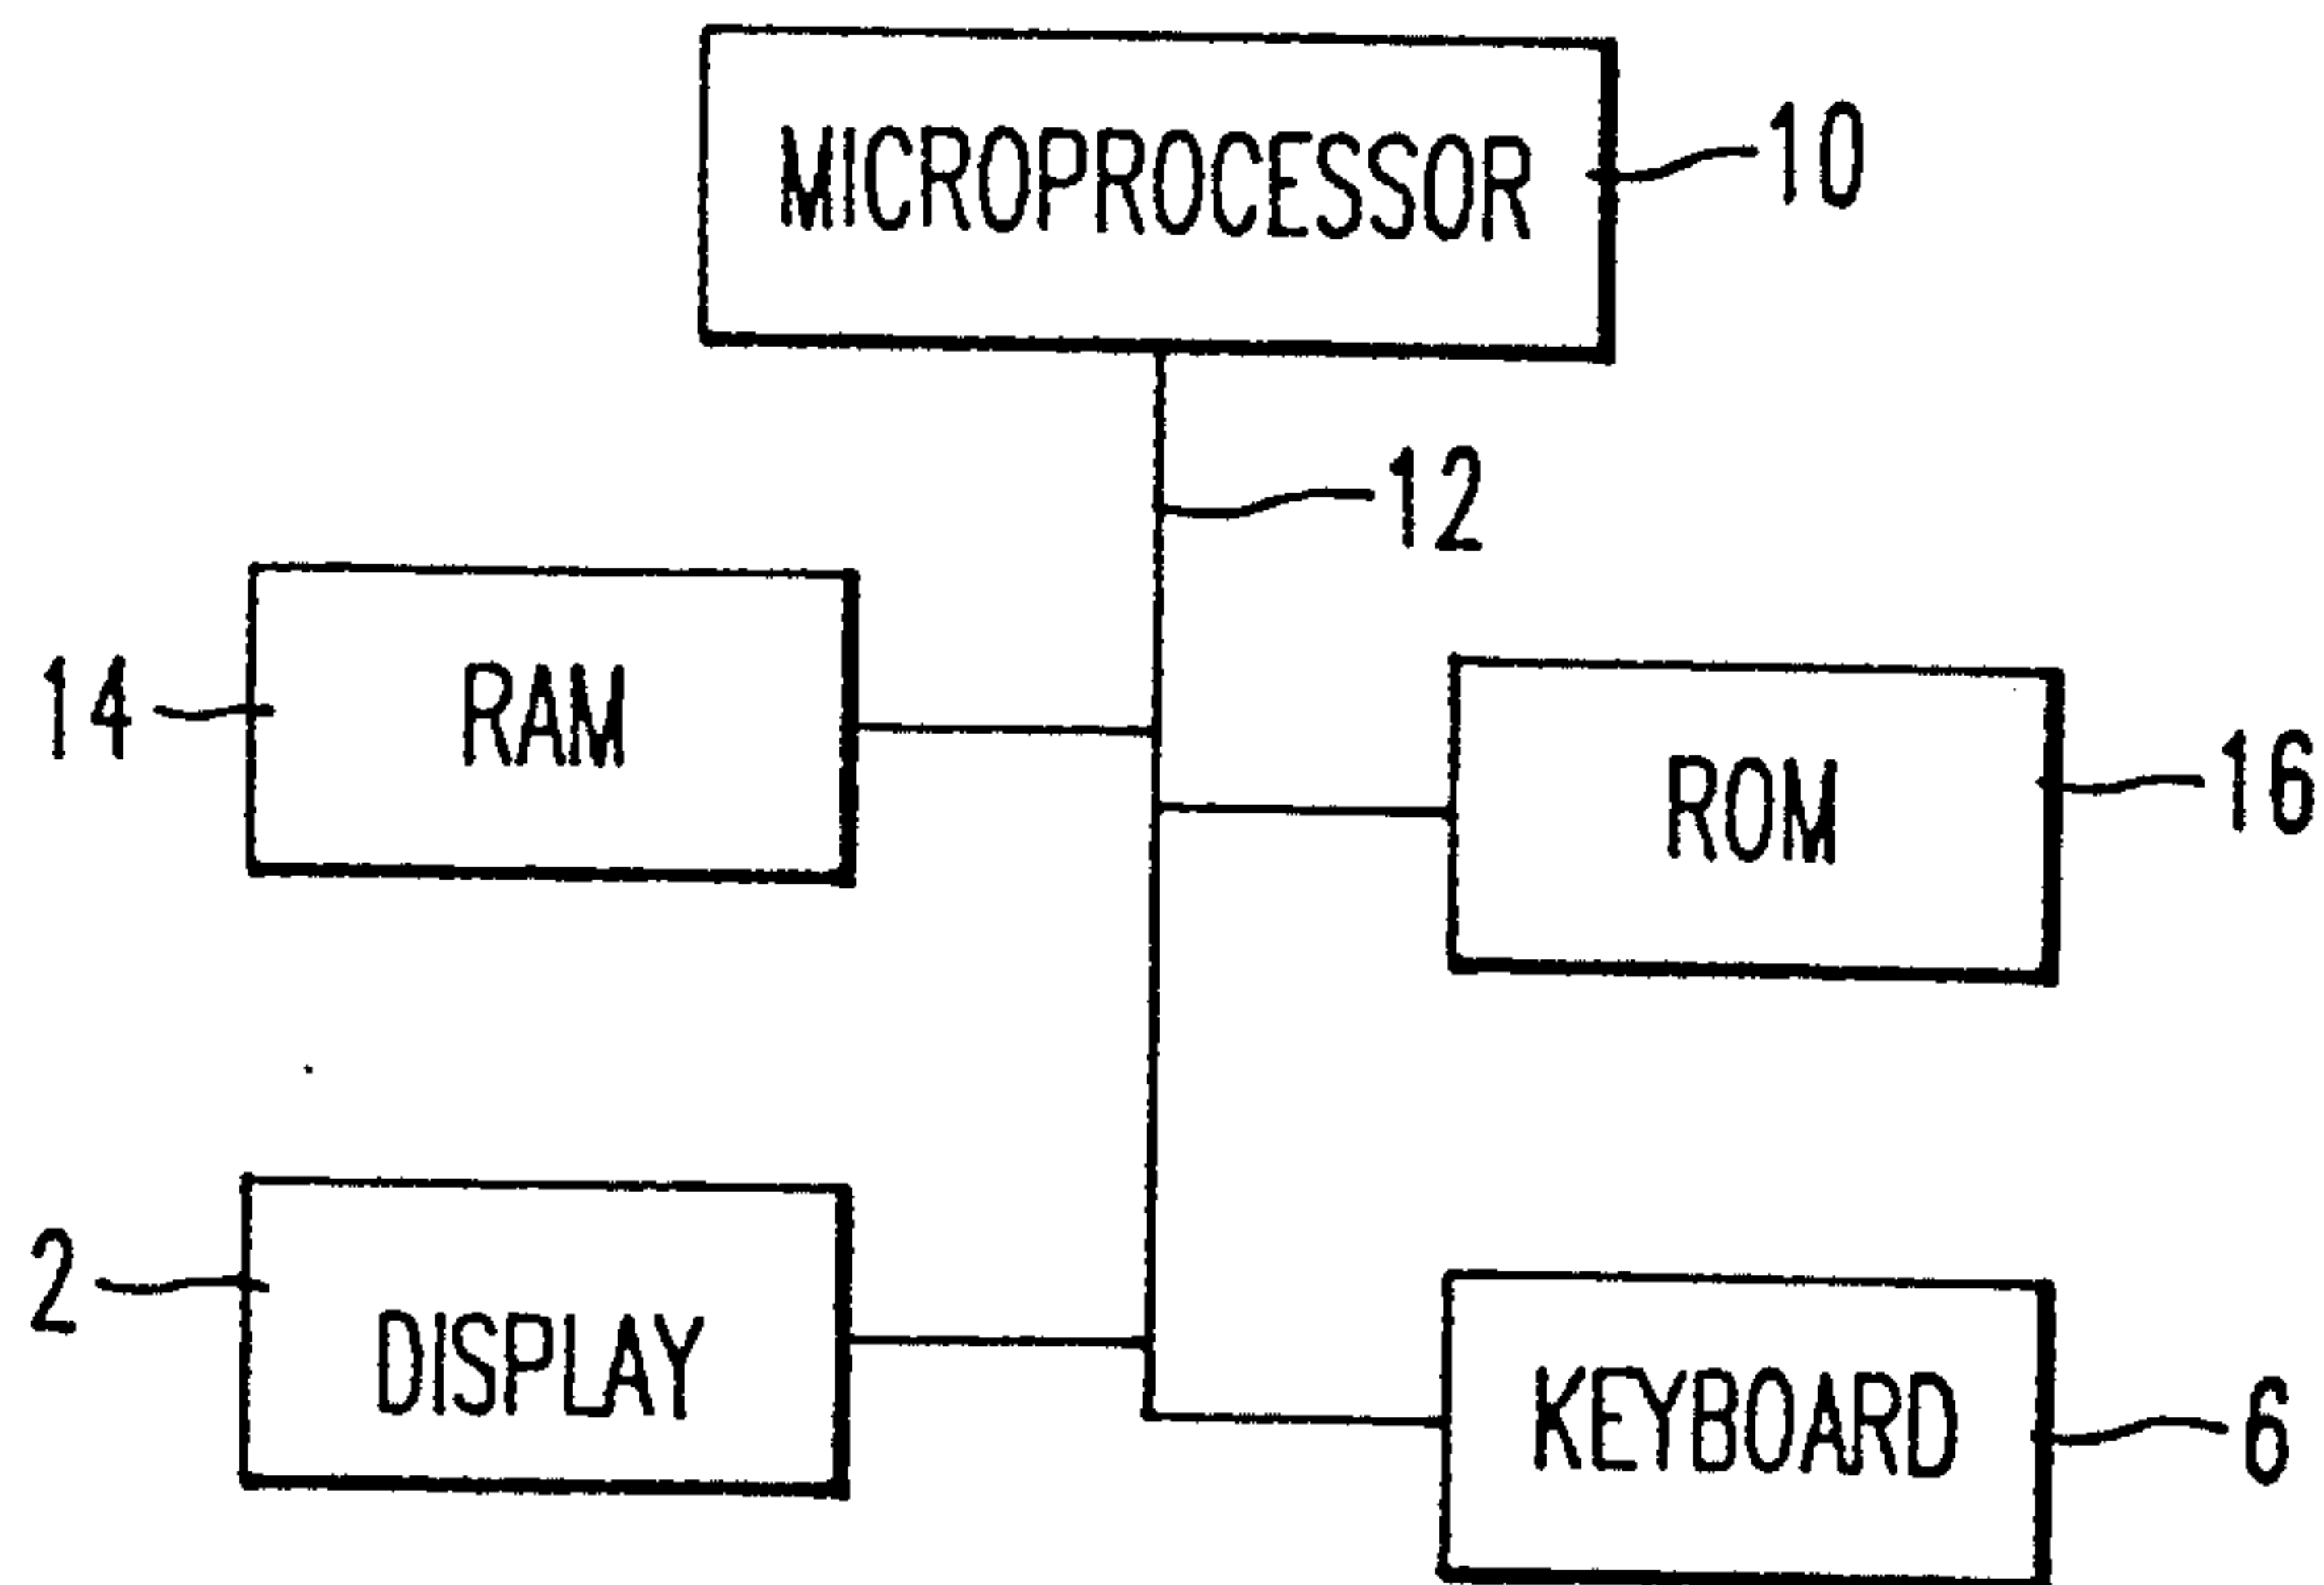 MICROPROCESSOR
10
12
RAM
14
ROM
16
DISPLAY
2
KEYBOARD
6